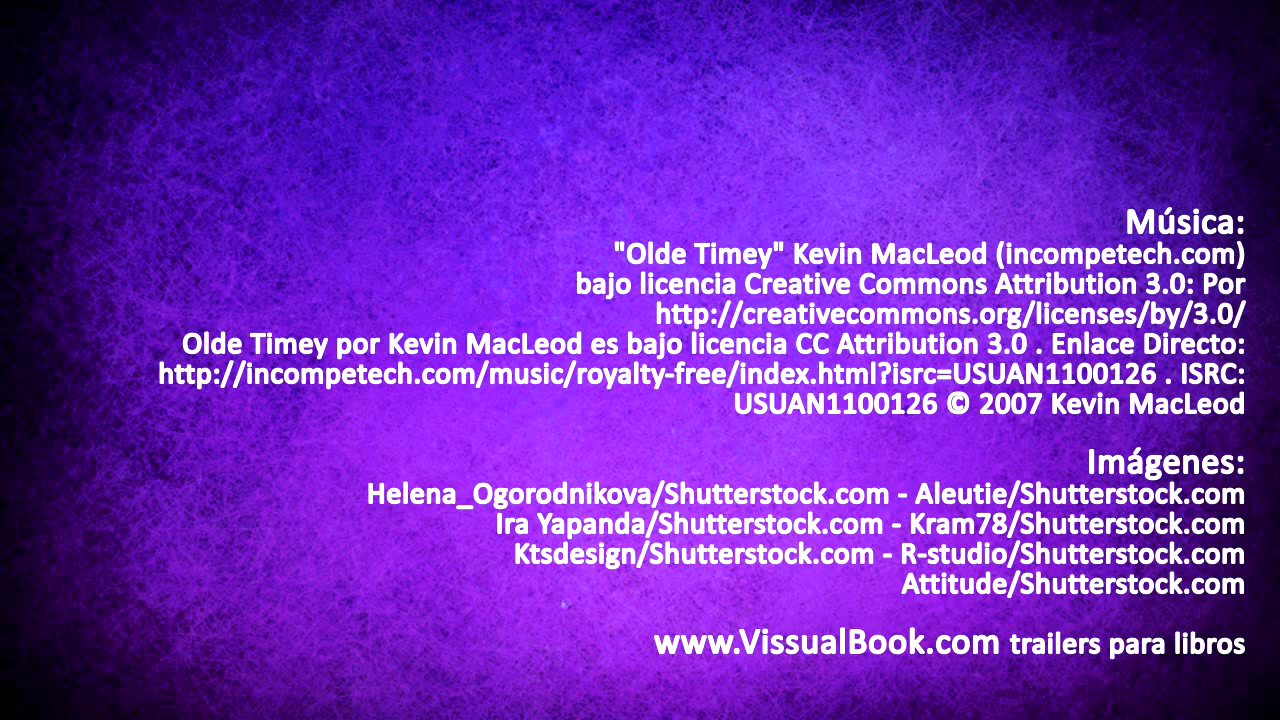 Música:
"Olde Timey" Kevin MacLeod (incompetech.com)
bajo licencia Creative Commons Attribution 3.0: Por
http://creativecommons.org/licenses/by/3.0/
Olde Timey por Kevin MacLeod es bajo licencia CC Attribution 3.0 . Enlace Directo:
http://incompetech.com/music/royalty-free/index.html?isrc=USUAN1100126 . ISRC:
USUAN1100126 © 2007 Kevin MacLeod
Imágenes:
Helena_Ogorodnikova/Shutterstock.com - Aleutie/Shutterstock.com
Ira Yapanda/Shutterstock.com - Kram78/Shutterstock.com
Ktsdesign/Shutterstock.com - R-studio/Shutterstock.com
Attitude/Shutterstock.com
www.VissualBook.com trailers para libros